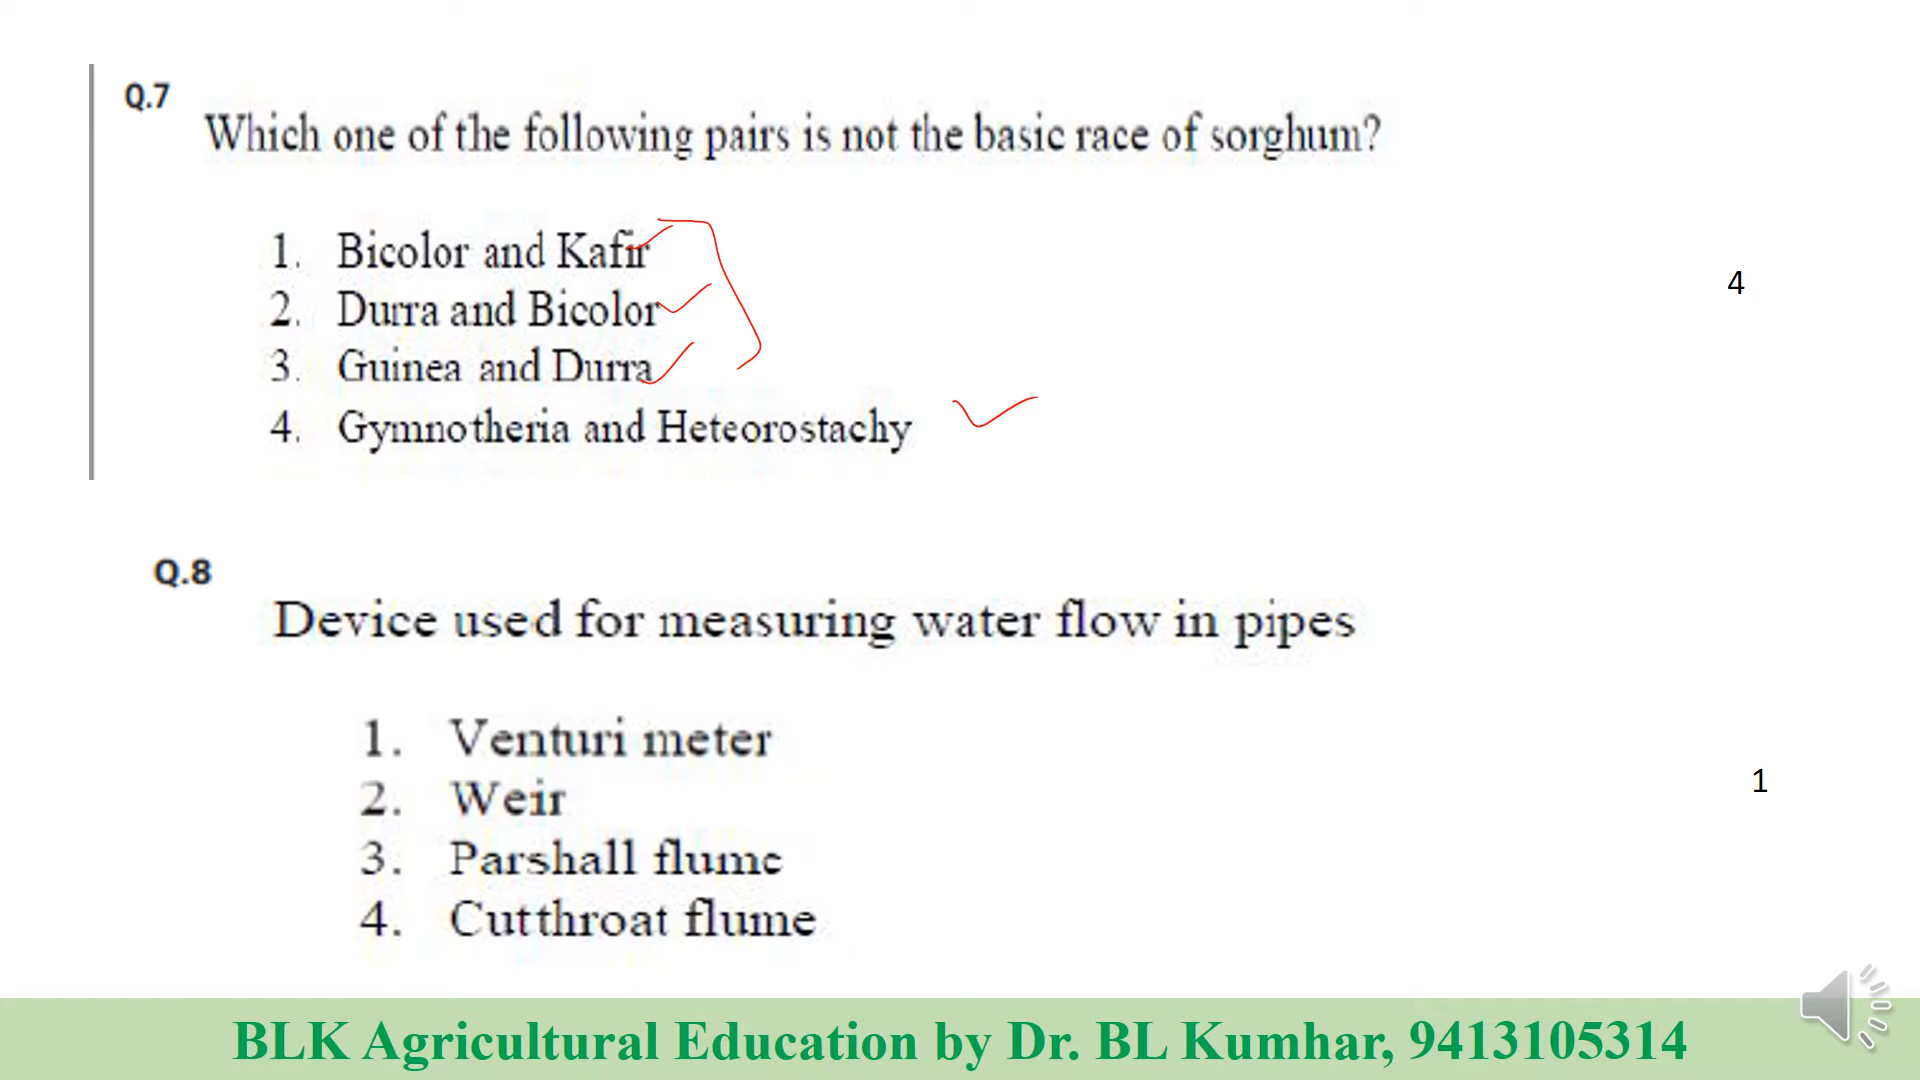 Q.7
Which one of the following pairs is not the basic race of sorghum?
1. Bicolor and Kafir
2. Durra and Bicolor
3. Guinea and Durra
4. Gymnotheria and Heteorostachy
4
Q.8
Device used for measuring water flow in pipes
1. Venturi meter
2. Weir
3. Parshall flume
4. Cutthroat flume
1
BLK Agricultural Education by Dr. BL Kumhar, 9413105314